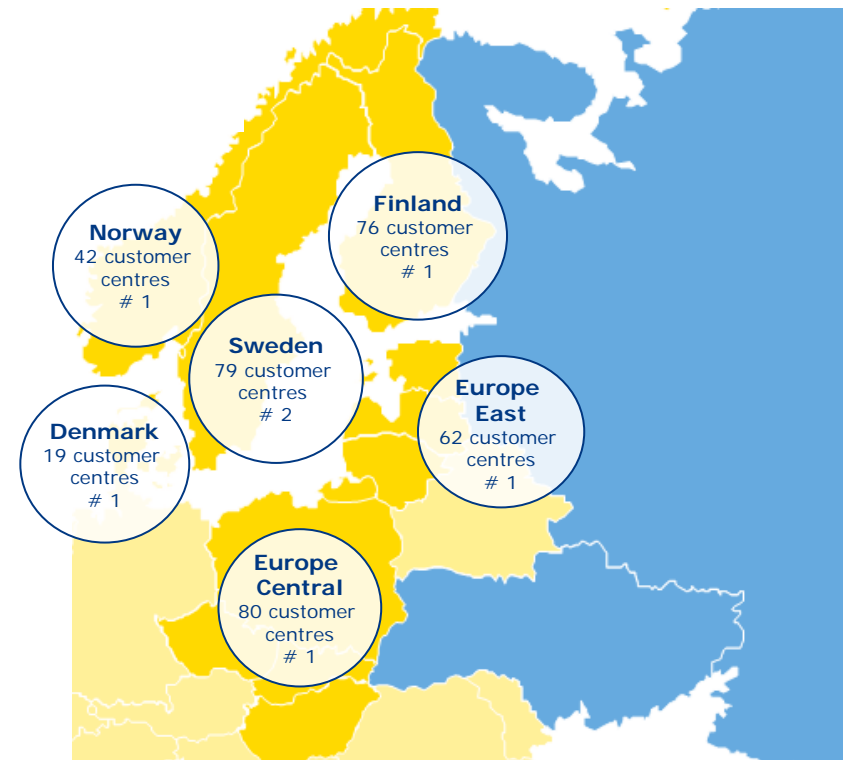 Finland
76 customer
centres
# 1
Norway
42 customer
centres
# 1
Sweden
79 customer
centres
# 2
Europe
East
62 customer
centres
# 1
Denmark
19 customer
centres
# 1
Europe
Central
80 customer
centres
# 1